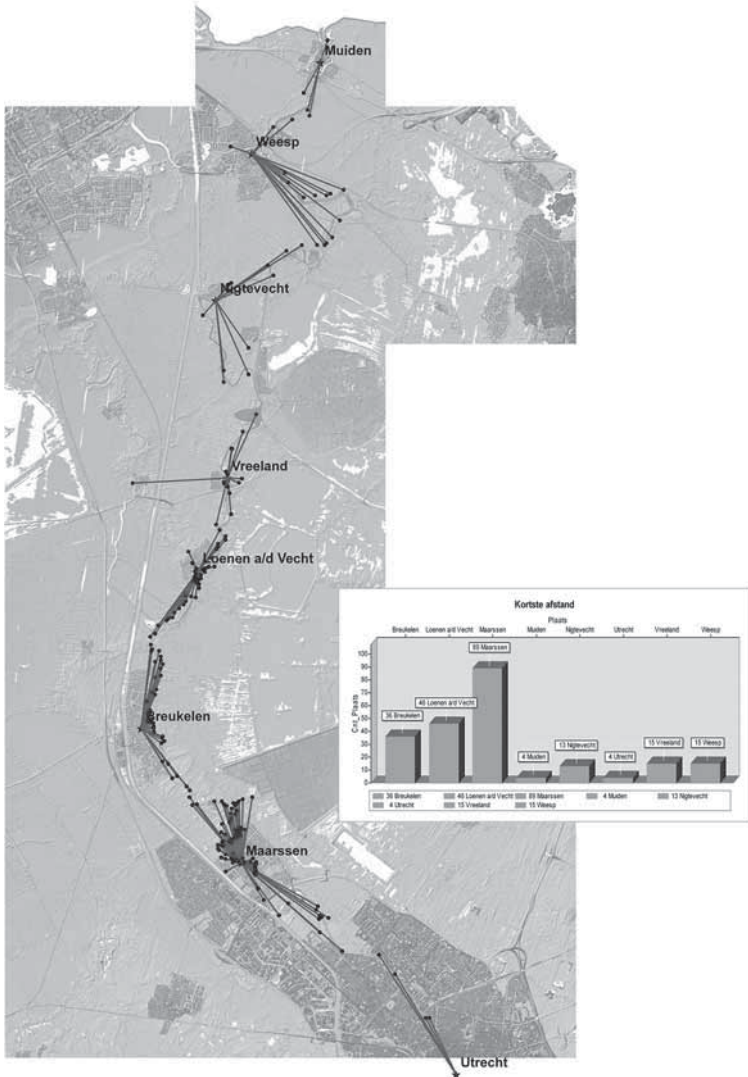 Muiden
Weesp
Nigtevecht
Vreeland
Loenen a/d Vecht
Breukelen
Maarssen
Utrecht
Kortste afstand
Plaats
Breukelen Loenen a/d Vecht Maarssen Muiden Nigtevecht Utrecht Vreeland Weesp
Cnt_Plaats
100
90
80
70
60
50
40
30
20
10
0
36 Breukelen
46 Loenen a/d Vecht
89 Maarssen
4 Muiden
13 Nigtevecht
4 Utrecht
15 Vreeland
15 Weesp
36 Breukelen 46 Loenen a/d Vecht 89 Maarssen 4 Muiden 13 Nigtevecht
4 Utrecht 15 Vreeland 15 Weesp